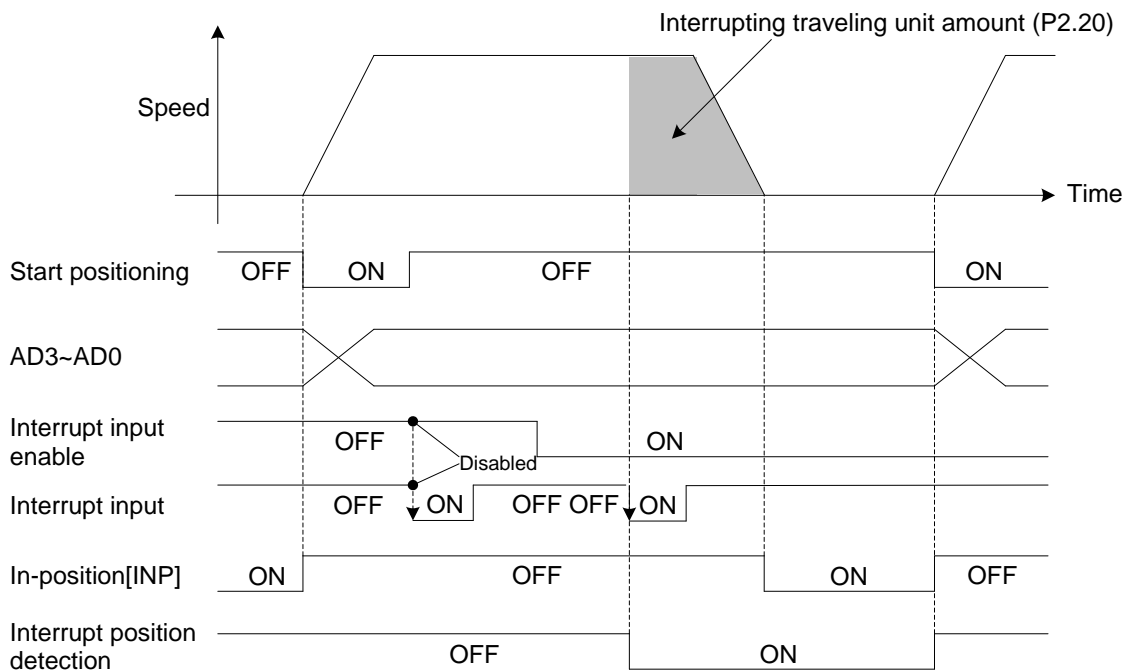 Interrupting traveling unit amount (P2.20)
Speed
Time
Start positioning
OFF ON OFF ON
AD3~AD0
Interrupt input
enable
OFF ON
Disabled
Interrupt input
OFF ON OFF OFF ON
In-position[INP]
ON OFF ON OFF
Interrupt position
detection
OFF ON